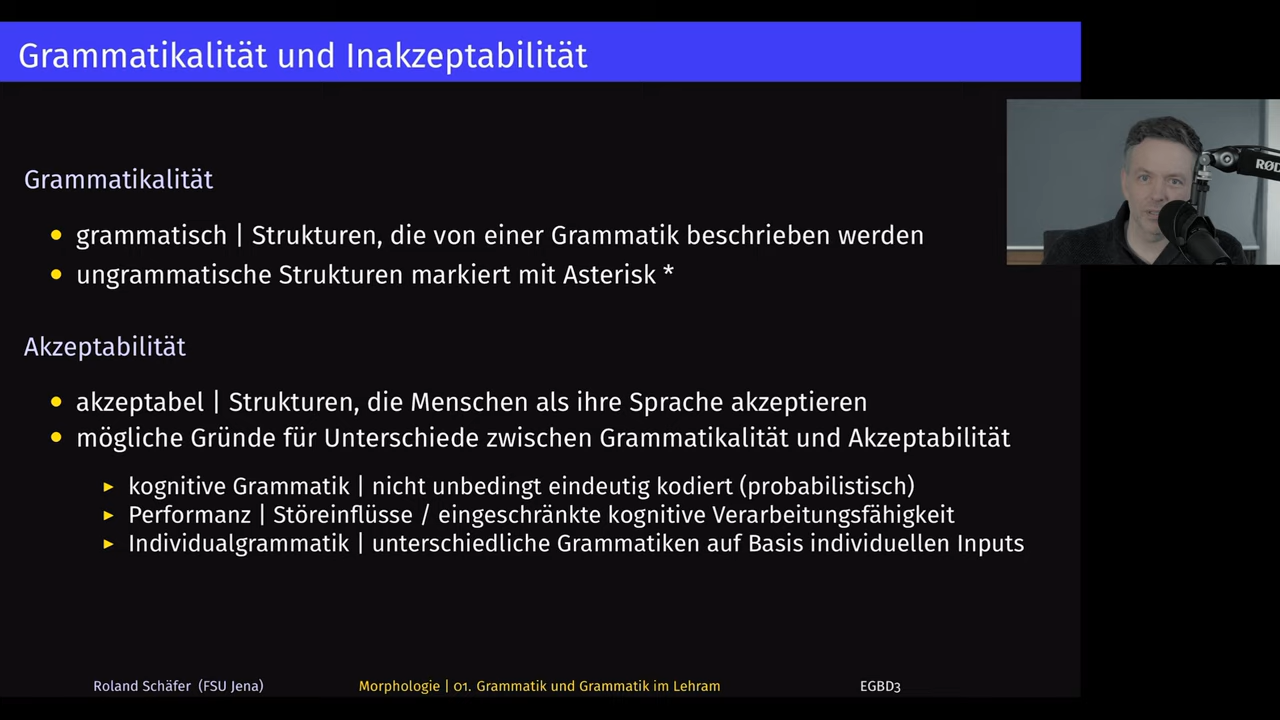 Grammatikalität und Inakzeptabilität
Grammatikalität
• grammatisch | Strukturen, die von einer Grammatik beschrieben werden
• ungrammatische Strukturen markiert mit Asterisk *
Akzeptabilität
• akzeptabel | Strukturen, die Menschen als ihre Sprache akzeptieren
• mögliche Gründe für Unterschiede zwischen Grammatikalität und Akzeptabilität
▸ kognitive Grammatik | nicht unbedingt eindeutig kodiert (probabilistisch)
▸ Performanz | Störeinflüsse / eingeschränkte kognitive Verarbeitungsfähigkeit
▸ Individualgrammatik | unterschiedliche Grammatiken auf Basis individuellen Inputs
RØD
Roland Schäfer (FSU Jena) Morphologie | 01. Grammatik und Grammatik im Lehram EGBD3